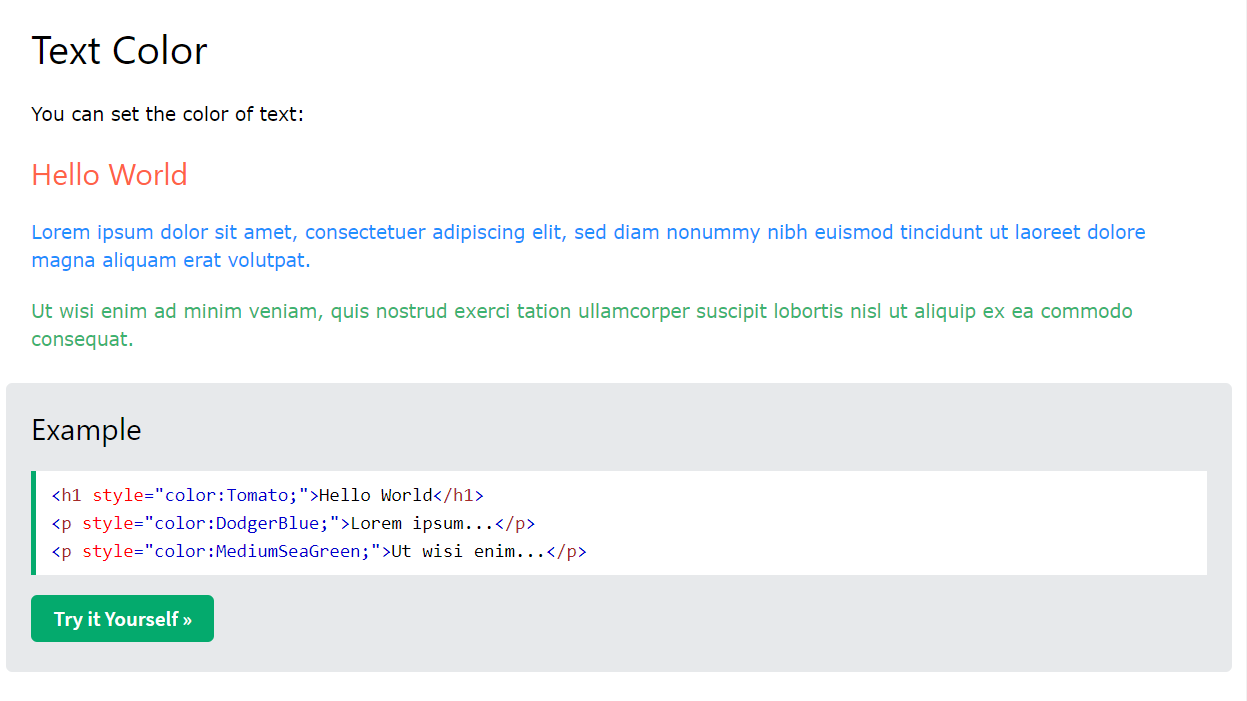 Text Color
You can set the color of text:
Hello World
Lorem ipsum dolor sit amet, consectetuer adipiscing elit, sed diam nonummy nibh euismod tincidunt ut laoreet dolore
magna aliquam erat volutpat.
Ut wisi enim ad minim veniam, quis nostrud exerci tation ullamcorper suscipit lobortis nisl ut aliquip ex ea commodo
consequat.
Example
<h1 style="color:Tomato;">Hello World</h1>
<p style="color:DodgerBlue;">Lorem ipsum...</p>
<p style="color:MediumSeaGreen;">Ut wisi enim...</p>
Try it Yourself »